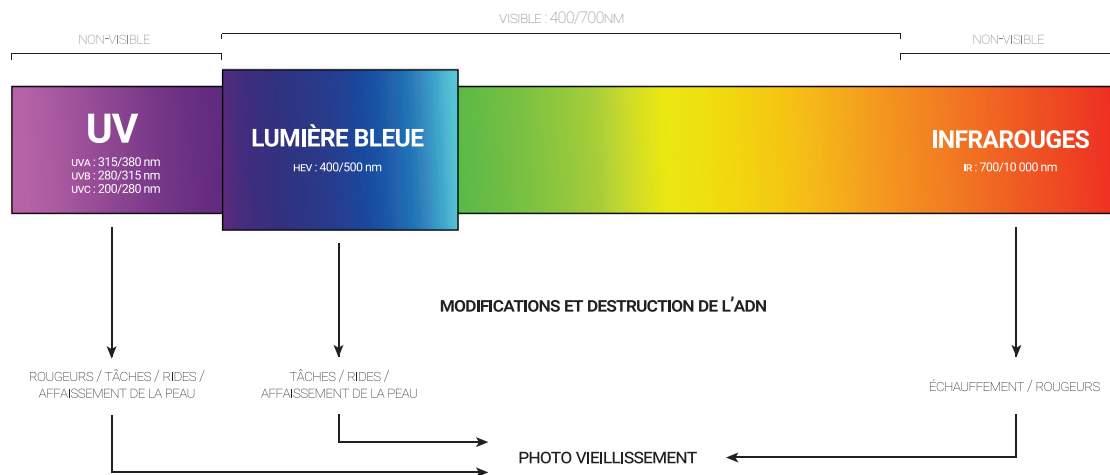 VISIBLE : 400/700NM
NON-VISIBLE
NON-VISIBLE
UV
UVA : 315/380 nm
UVB : 280/315 nm
UVC : 200/280 nm
LUMIÈRE BLEUE
HEV : 400/500 nm
INFRAROUGES
IR : 700/10 000 nm
MODIFICATIONS ET DESTRUCTION DE L'ADN
ROUGEURS / TÂCHES / RIDES /
AFFAISSEMENT DE LA PEAU
TÂCHES / RIDES /
AFFAISSEMENT DE LA PEAU
ÉCHAUFFEMENT / ROUGEURS
PHOTO VIEILLISSEMENT